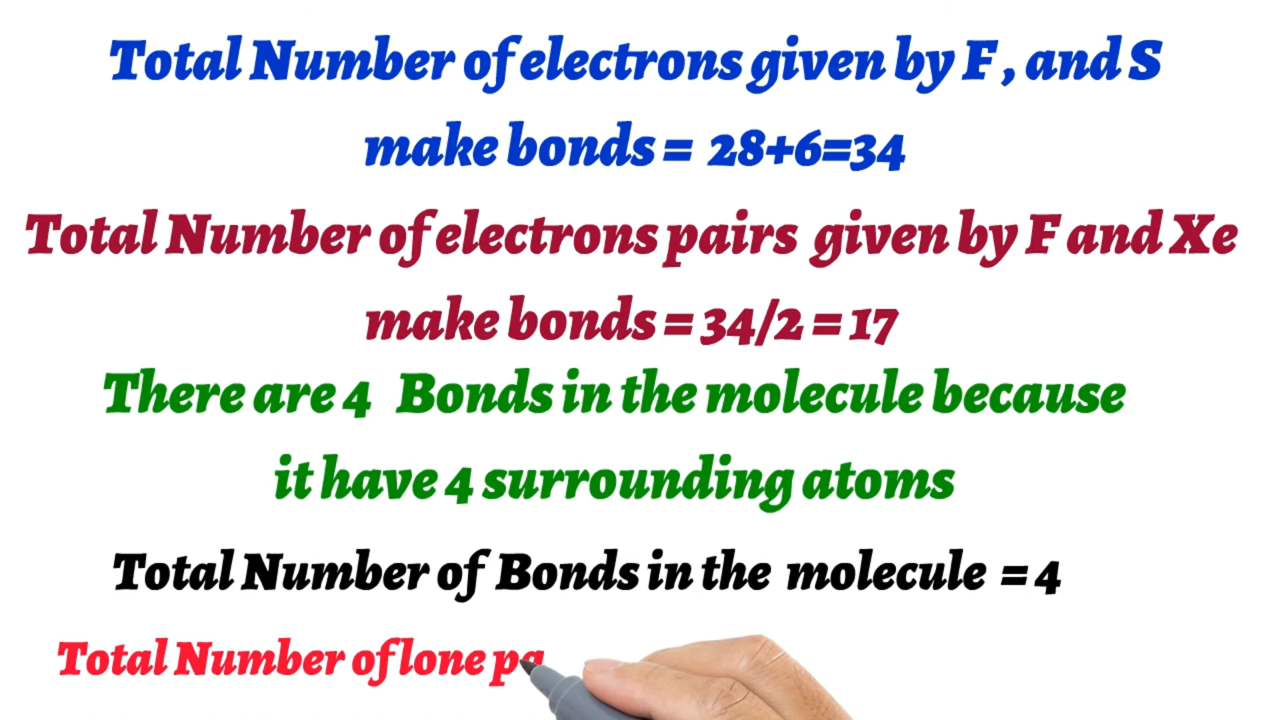 Total Number of electrons given by F , and S
make bonds = 28+6=34
Total Number of electrons pairs given by F and Xe
make bonds = 34/2 = 17
There are 4 Bonds in the molecule because
it have 4 surrounding atoms
Total Number of Bonds in the molecule = 4
Total Number of lone pa